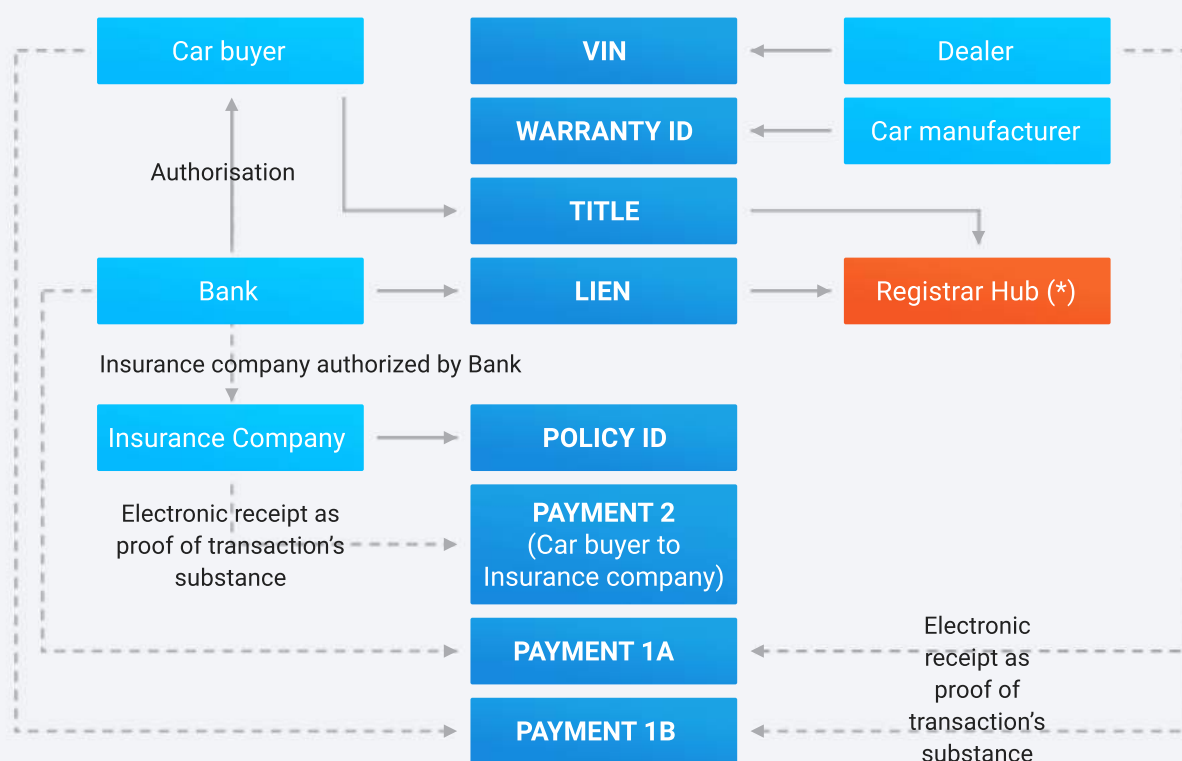 Car buyer
VIN
Dealer
WARRANTY ID
Car manufacturer
Authorisation
TITLE
Bank
LIEN
Registrar Hub (*)
Insurance company authorized by Bank
Insurance Company
POLICY ID
Electronic receipt as
proof of transaction’s
substance
PAYMENT 2
(Car buyer to
Insurance company)
PAYMENT 1A
PAYMENT 1B
Electronic
receipt as
proof of
transaction’s
substance